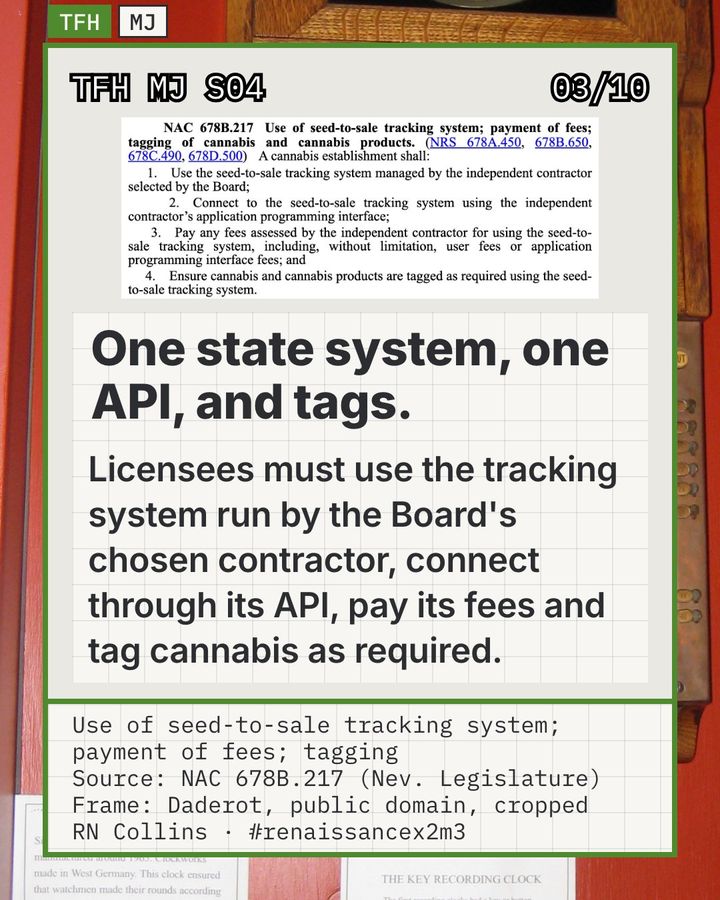 TFH MJ
TFH MJ S04 03/10
NAC 678B.217 Use of seed-to-sale tracking system; payment of fees;
tagging of cannabis and cannabis products. (NRS 678A.450, 678B.650,
678C.490, 678D.500) A cannabis establishment shall:
1. Use the seed-to-sale tracking system managed by the independent contractor
selected by the Board;
2. Connect to the seed-to-sale tracking system using the independent
contractor's application programming interface;
3. Pay any fees assessed by the independent contractor for using the seed-to-
sale tracking system, including, without limitation, user fees or application
programming interface fees; and
4. Ensure cannabis and cannabis products are tagged as required using the seed-
to-sale tracking system.
One state system, one
API, and tags.
Licensees must use the tracking
system run by the Board's
chosen contractor, connect
through its API, pay its fees and
tag cannabis as required.
Use of seed-to-sale tracking system;
payment of fees; tagging
Source: NAC 678B.217 (Nev. Legislature)
Frame: Daderot, public domain, cropped
RN Collins · #renaissancex2m3
manufactured around 1965. Clockworks
made in West Germany. This clock ensured
that watchmen made their rounds according
THE KEY RECORDING CLOCK